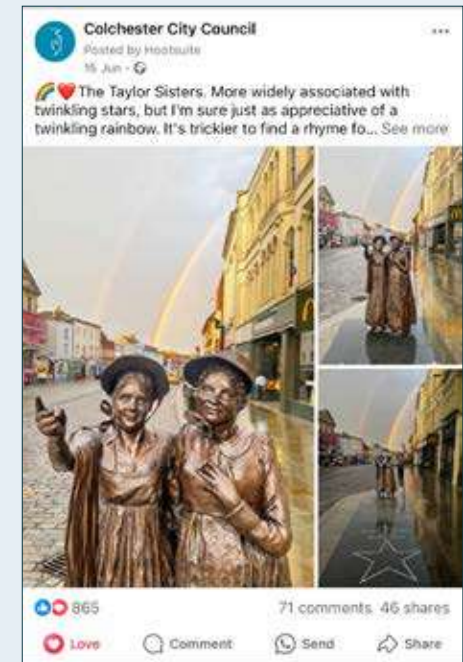 Colchester City Council
Posted by Hootsuite
15 Jun ·
The Taylor Sisters. More widely associated with
twinkling stars, but I'm sure just as appreciative of a
twinkling rainbow. It's trickier to find a rhyme fo... See more
865
71 comments 46 shares
Love
Comment
Send
Share